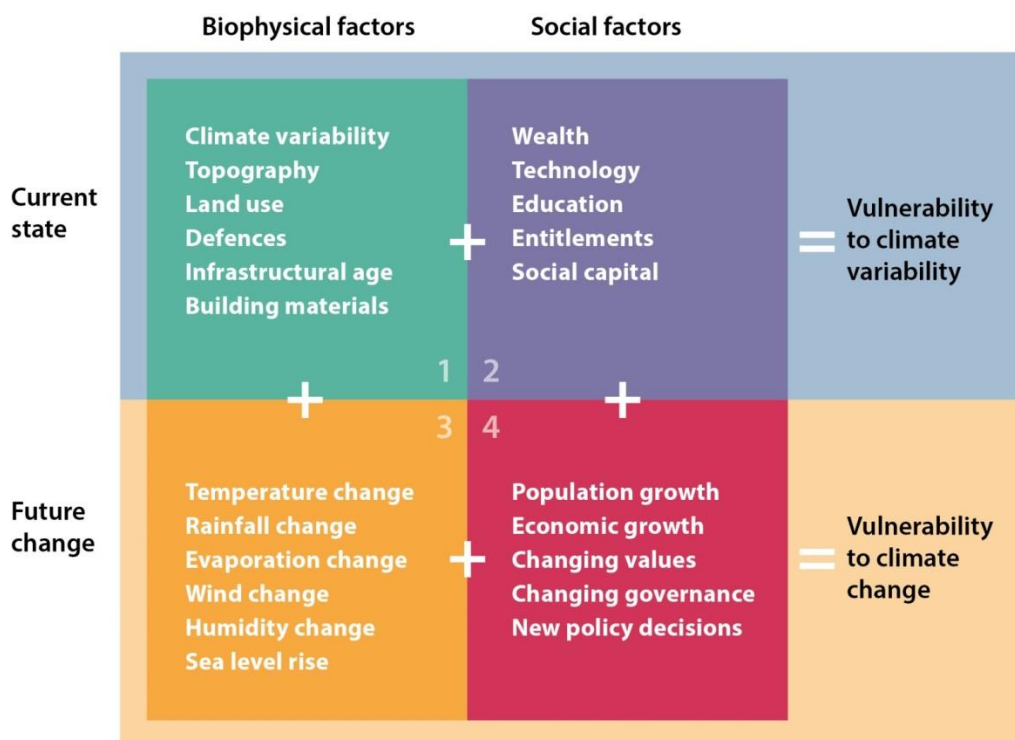 Biophysical factors
Social factors
Current
state
Climate variability
Topography
Land use
Defences
Infrastructural age
Building materials
+
Wealth
Technology
Education
Entitlements
Social capital
=
Vulnerability
to climate
variability
1
2
+
+
3
4
Future
change
Temperature change
Rainfall change
Evaporation change
Wind change
Humidity change
Sea level rise
+
Population growth
Economic growth
Changing values
Changing governance
New policy decisions
=
Vulnerability
to climate
change